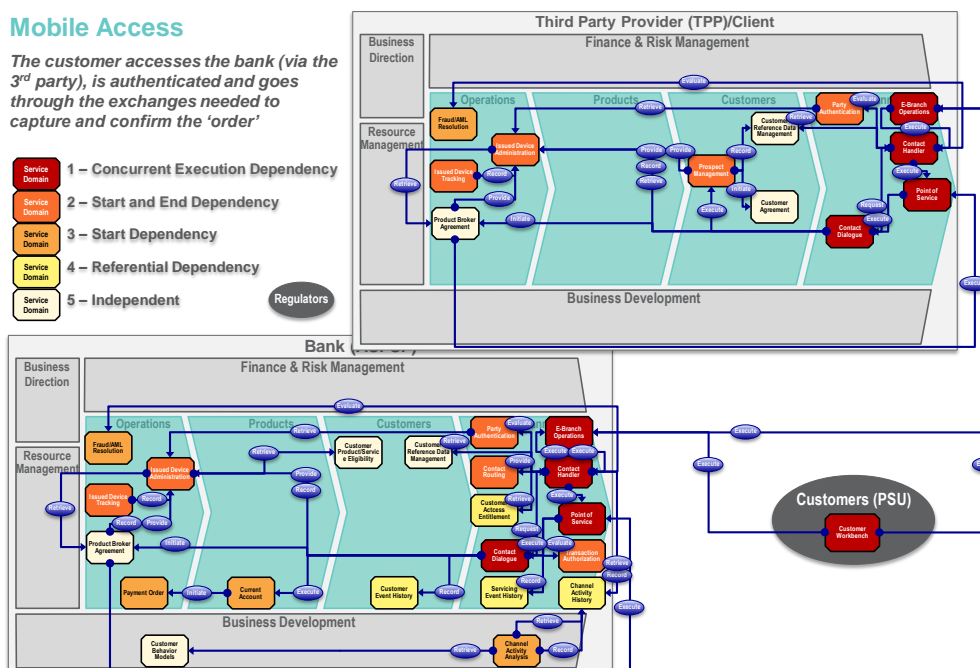 Mobile Access
The customer accesses the bank (via the
3rd party), is authenticated and goes
through the exchanges needed to
capture and confirm the ‘order’
Service
Domain
1 – Concurrent Execution Dependency
Service
Domain
2 – Start and End Dependency
Service
Domain
3 – Start Dependency
Service
Domain
4 – Referential Dependency
Service
Domain
5 – Independent
Regulators
Third Party Provider (TPP)/Client
Business
Direction
Finance & Risk Management
Resource
Management
Operations
Products
Customers
Evaluate
Fraud/AML
Resolution
Retrieve
Party
Authentication
Evaluate
E-Branch
Operations
Customer
Reference Data
Management
Retrieve
Execute
Issued Device
Administration
Provide
Provide
Record
Contact
Handler
Record
Prospect
Management
Execute
Issued Device
Tracking
Record
Retrieve
Retrieve
Initiate
Point of
Service
Provide
Customer
Agreement
Request
Product Broker
Agreement
Initiate
Execute
Execute
Contact
Dialogue
Execute
Business Development
Bank
Business
Direction
Finance & Risk Management
Resource
Management
Operations
Products
Customers
Evaluate
Fraud/AML
Resolution
Retrieve
Customer
Product/Servic
e Eligibility
Customer
Reference Data
Management
Retrieve
Party
Authentication
Evaluate
E-Branch
Operations
Execute
Execute
Issued Device
Administration
Retrieve
Provide
Record
Contact
Routing
Provide
Contact
Handler
Execute
Issued Device
Tracking
Record
Retrieve
Record
Provide
Retrieve
Point of
Service
Request
Product Broker
Agreement
Initiate
Contact
Dialogue
Execute
Evaluate
Transaction
Authorization
Retrieve
Record
Record
Payment Order
Initiate
Current
Account
Execute
Customer
Event History
Record
Servicing
Event History
Channel
Activity
History
Execute
Business Development
Customer
Behavior
Models
Retrieve
Channel
Activity
Analysis
Retrieve
Record
Execute
Execute
Execute
Customers (PSU)
Customer
Workbench